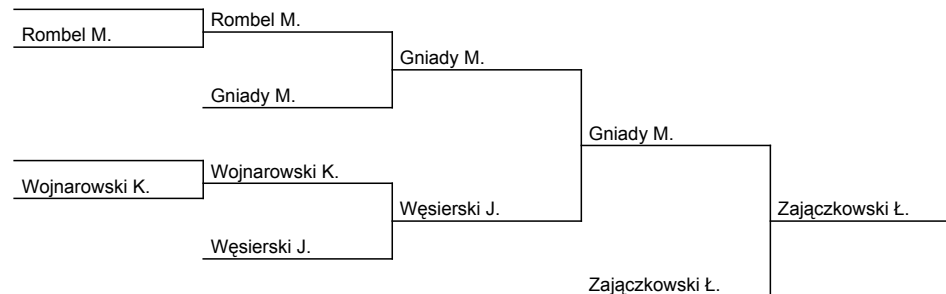 Rombel M.
Rombel M.
Gniady M.
Gniady M.
Gniady M.
Wojnarowski K.
Wojnarowski K.
Węsierski J.
Węsierski J.
Zajączkowski Ł.
Zajączkowski Ł.